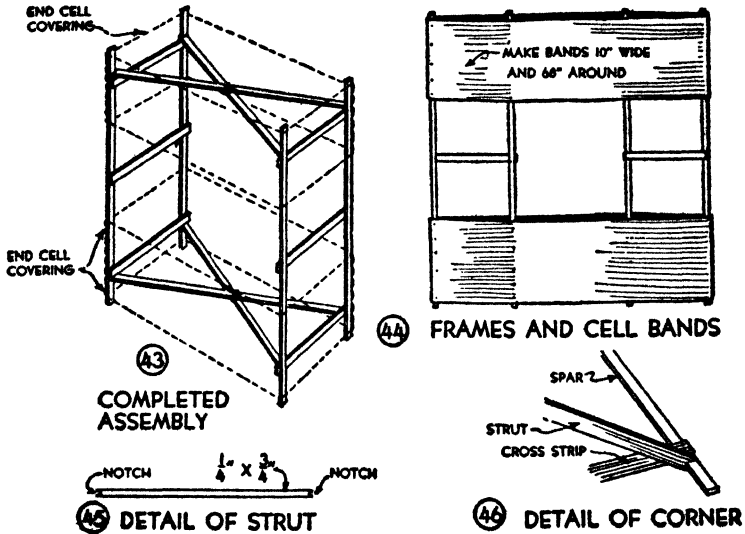 END CELL
COVERING
MAKE BANDS 10" WIDE
AND 66" AROUND
END CELL
COVERING
43
COMPLETED
ASSEMBLY
44 FRAMES AND CELL BANDS
SPAR
STRUT
CROSS STRIP
NOTCH
1/4" X 3/4"
NOTCH
45 DETAIL OF STRUT
46 DETAIL OF CORNER